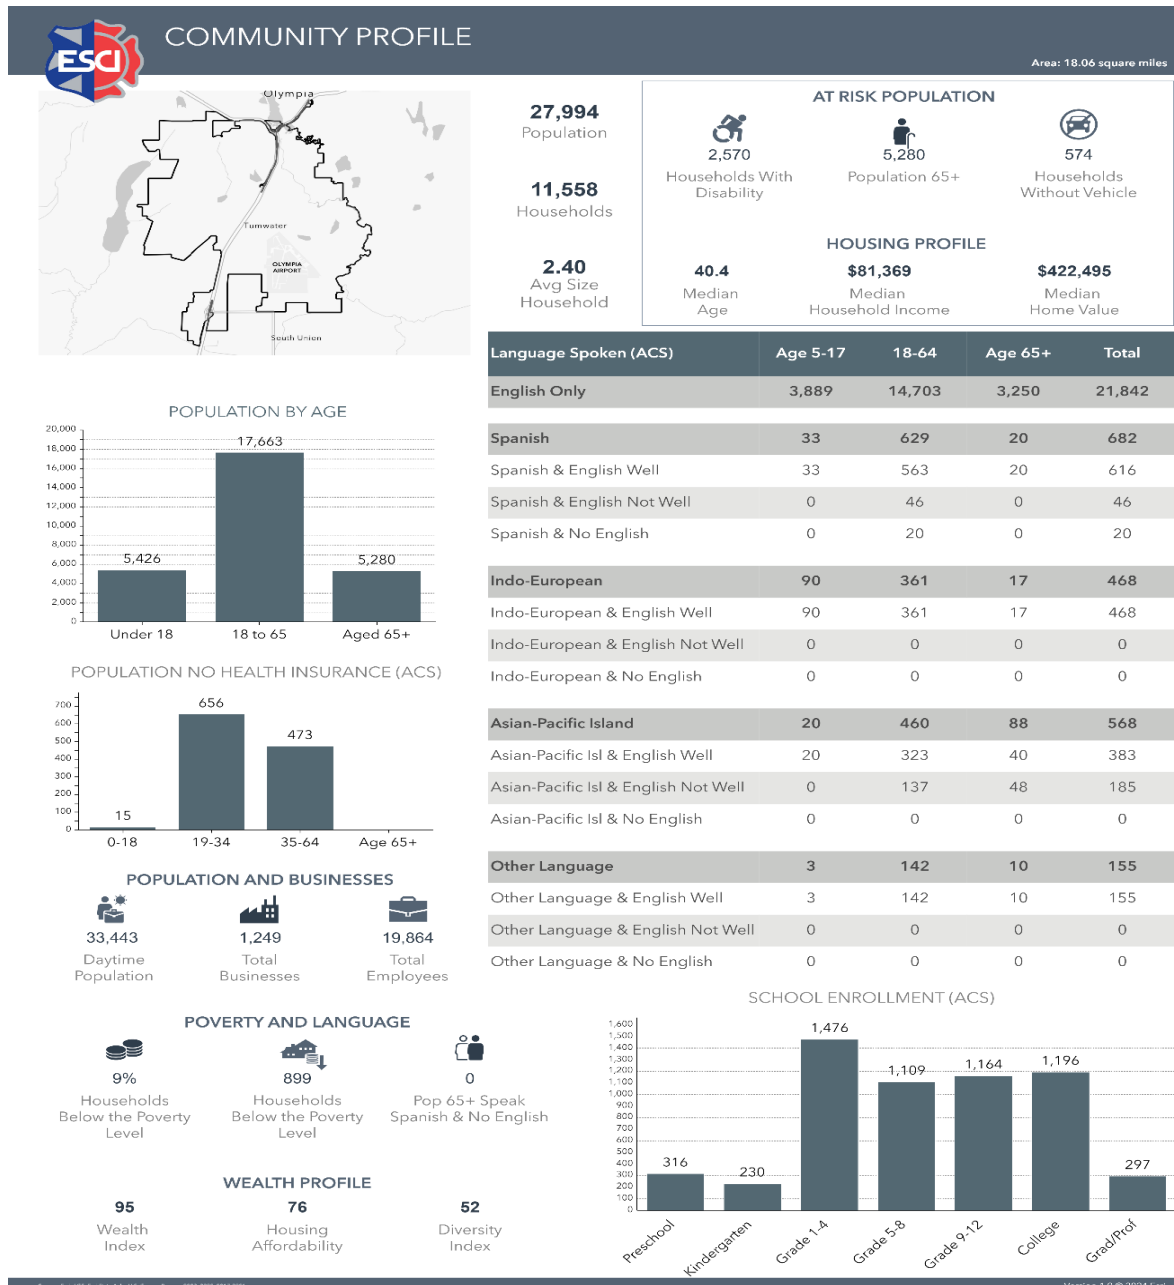 ESCI
COMMUNITY PROFILE
Area: 18.06 square miles
Olympia
Tumwater
OLYMPIA
AIRPORT
South Union
27,994
Population
11,558
Households
2.40
Avg Size
Household
AT RISK POPULATION
2,570 5,280 574
Households With Population 65+ Households
Disability Without Vehicle
HOUSING PROFILE
40.4 $81,369 $422,495
Median Median Median
Age Household Income Home Value
Language Spoken (ACS) Age 5-17 18-64 Age 65+ Total
English Only 3,889 14,703 3,250 21,842
Spanish 33 629 20 682
Spanish & English Well 33 563 20 616
Spanish & English Not Well 0 46 0 46
Spanish & No English 0 20 0 20
Indo-European 90 361 17 468
Indo-European & English Well 90 361 17 468
Indo-European & English Not Well 0 0 0 0
Indo-European & No English 0 0 0 0
Asian-Pacific Island 20 460 88 568
Asian-Pacific Isl & English Well 20 323 40 383
Asian-Pacific Isl & English Not Well 0 137 48 185
Asian-Pacific Isl & No English 0 0 0 0
Other Language 3 142 10 155
Other Language & English Well 3 142 10 155
Other Language & English Not Well 0 0 0 0
Other Language & No English 0 0 0 0
POPULATION BY AGE
20,000
18,000
16,000
14,000
12,000
10,000
8,000
6,000
4,000
2,000
0
5,426 17,663 5,280
Under 18 18 to 65 Aged 65+
POPULATION NO HEALTH INSURANCE (ACS)
700
600
500
400
300
200
100
0
15 656 473
0-18 19-34 35-64 Age 65+
POPULATION AND BUSINESSES
33,443 1,249 19,864
Daytime Total Total
Population Businesses Employees
POVERTY AND LANGUAGE
9% 899 0
Households Households Pop 65+ Speak
Below the Poverty Below the Poverty Spanish & No English
Level Level
WEALTH PROFILE
95 76 52
Wealth Housing Diversity
Index Affordability Index
SCHOOL ENROLLMENT (ACS)
1,600
1,500
1,400
1,300
1,200
1,100
1,000
900
800
700
600
500
400
300
200
100
0
316 230 1,476 1,109 1,164 1,196 297
Preschool Kindergarten Grade 1-4 Grade 5-8 Grade 9-12 College Grad/Prof